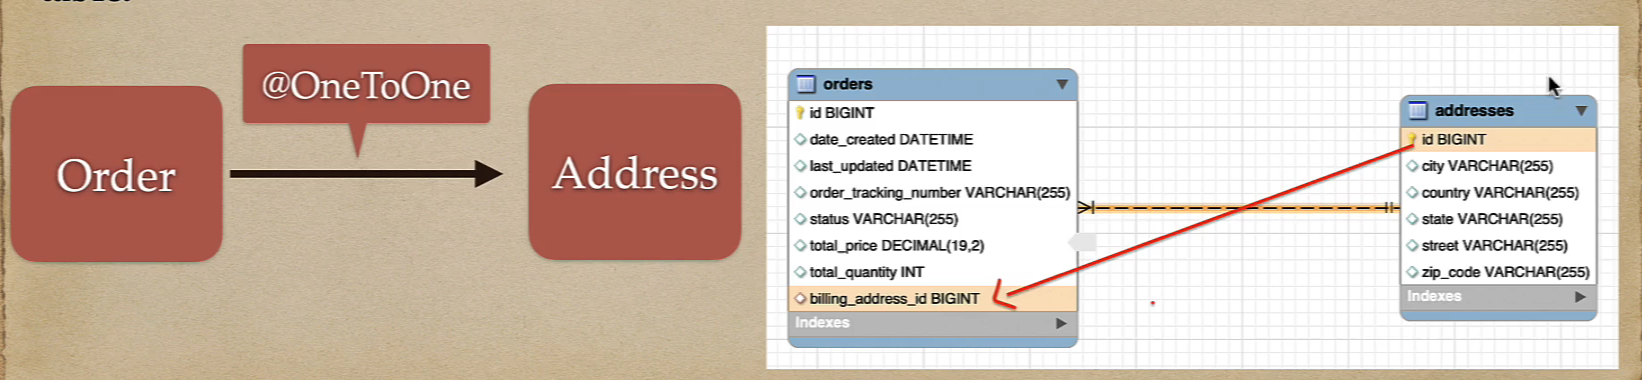 @OneToOne
Order
Address
orders
id BIGINT
date_created DATETIME
last_updated DATETIME
order_tracking_number VARCHAR(255)
status VARCHAR(255)
total_price DECIMAL(19,2)
total_quantity INT
billing_address_id BIGINT
Indexes
addresses
id BIGINT
city VARCHAR(255)
country VARCHAR(255)
state VARCHAR(255)
street VARCHAR(255)
zip_code VARCHAR(255)
Indexes